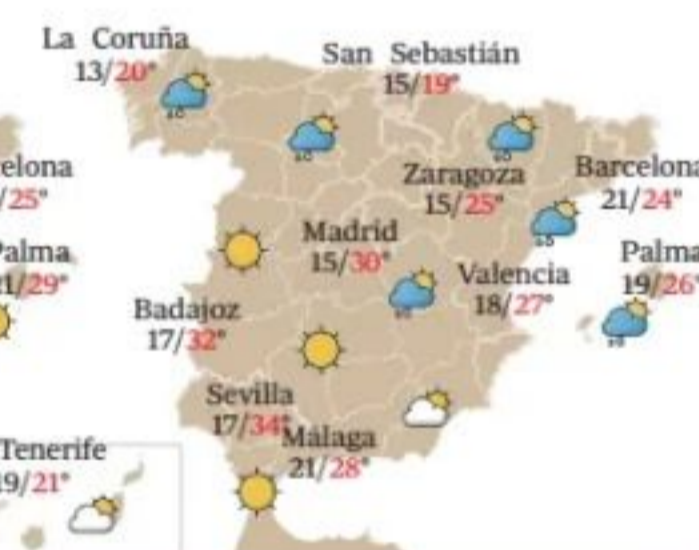 La Coruña
13/20°
San Sebastián
15/19°
elona
/25°
Zaragoza
15/25°
Barcelona
21/24°
Palma
1/29°
Madrid
15/30°
Valencia
18/27°
Palma
19/26°
Badajoz
17/32°
Sevilla
17/34°
Málaga
21/28°
Tenerife
19/21°